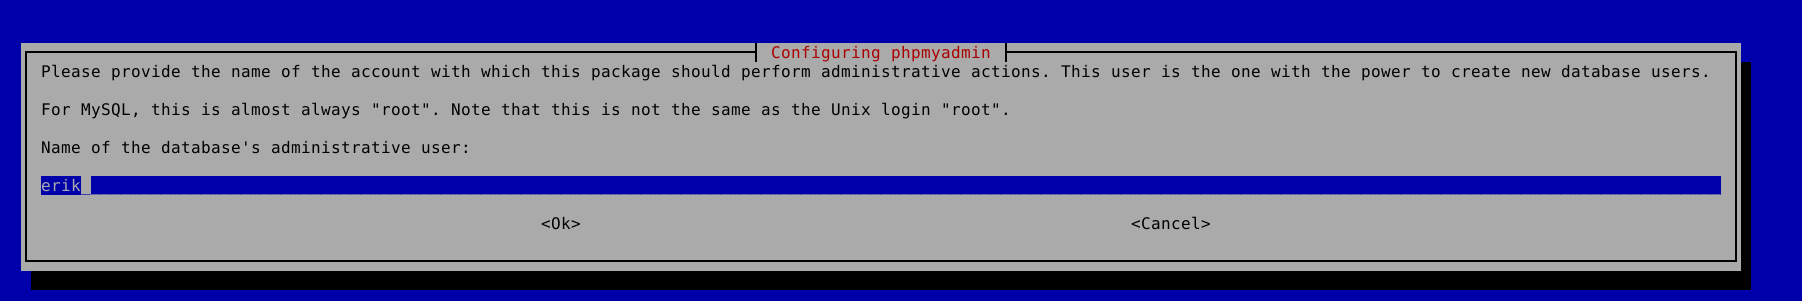 Configuring phpmyadmin
Please provide the name of the account with which this package should perform administrative actions. This user is the one with the power to create new database users.
For MySQL, this is almost always "root". Note that this is not the same as the Unix login "root".
Name of the database's administrative user:
erik
<Ok> <Cancel>